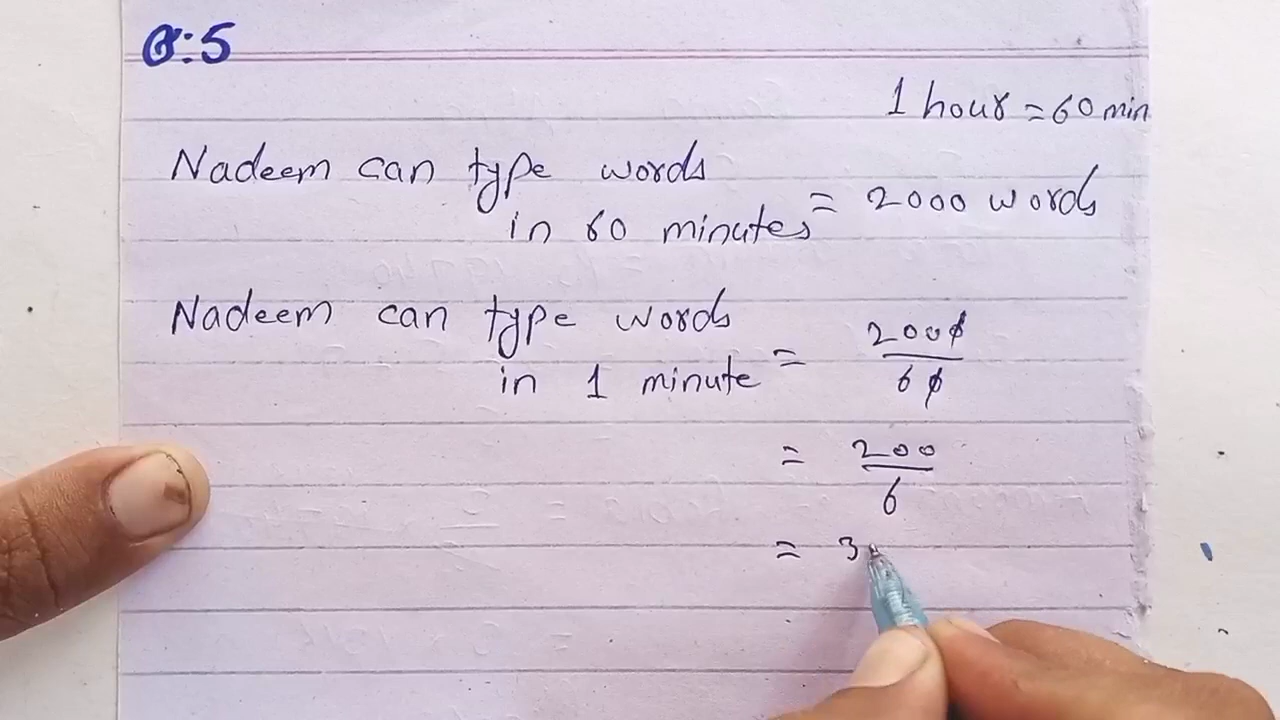 Q:5
1 hour = 60 min
Nadeem can type words
in 60 minutes = 2000 words
Nadeem can type words
in 1 minute = 2000/60
= 200/6
= 3